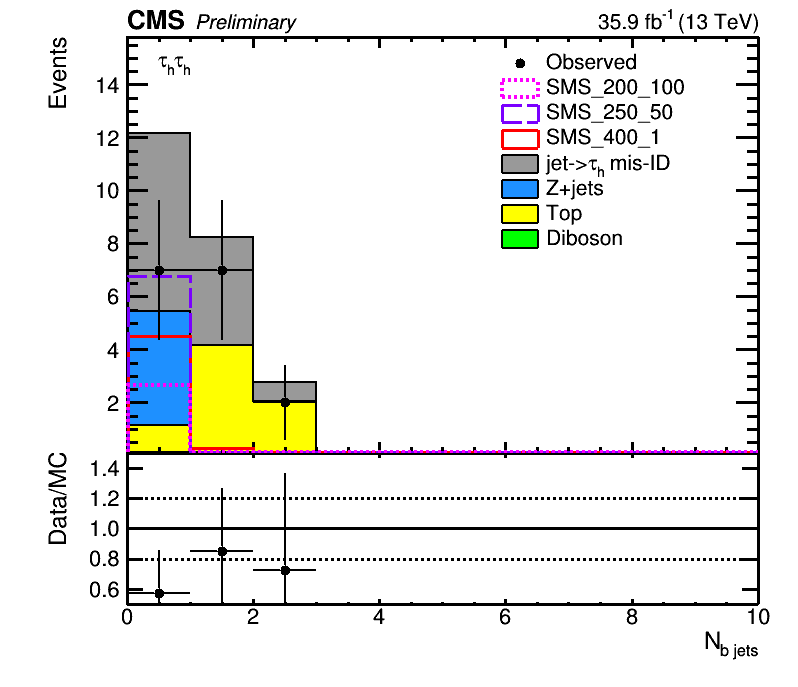 CMS Preliminary 35.9 fb⁻¹ (13 TeV)
Events
τhτh
Observed
SMS_200_100
SMS_250_50
SMS_400_1
jet->τh mis-ID
Z+jets
Top
Diboson
14
12
10
8
6
4
2
Data/MC
1.4
1.2
1.0
0.8
0.6
0 2 4 6 8 10
Nb jets